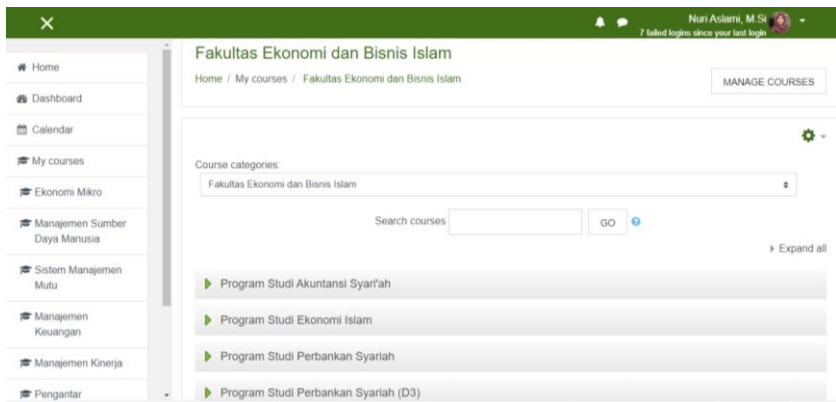 Nuri Aslami, M.Si
7 failed logins since your last login
Home
Dashboard
Calendar
My courses
Ekonomi Mikro
Manajemen Sumber
Daya Manusia
Sistem Manajemen
Mutu
Manajemen
Keuangan
Manajemen Kinerja
Pengantar
Fakultas Ekonomi dan Bisnis Islam
Home / My courses / Fakultas Ekonomi dan Bisnis Islam
MANAGE COURSES
Course categories:
Fakultas Ekonomi dan Bisnis Islam
Search courses
GO
Expand all
Program Studi Akuntansi Syari'ah
Program Studi Ekonomi Islam
Program Studi Perbankan Syariah
Program Studi Perbankan Syariah (D3)